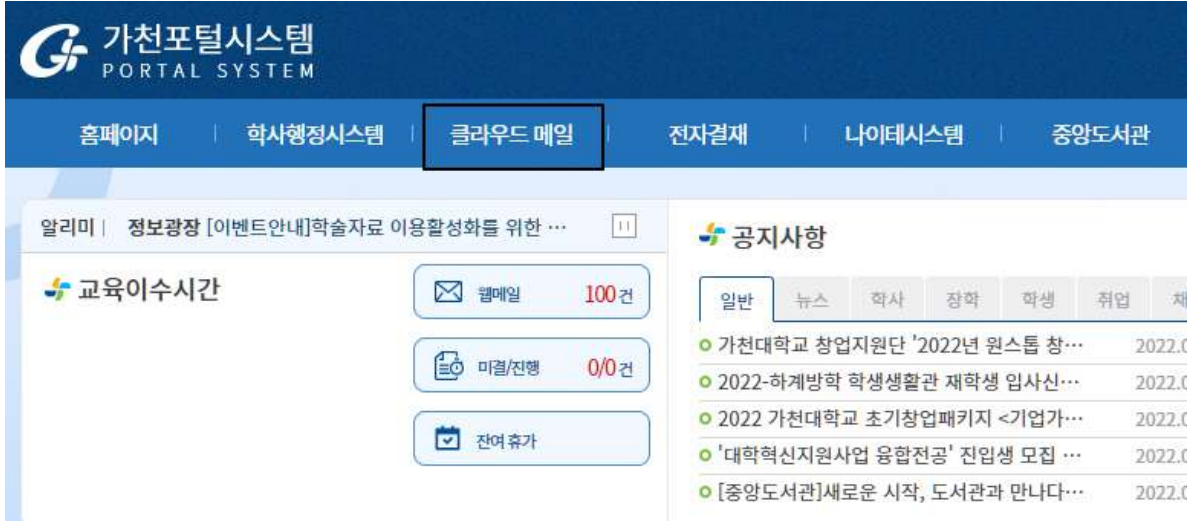 가천포털시스템
PORTAL SYSTEM
홈페이지 학사행정시스템 클라우드 메일 전자결재 나이테시스템 중앙도서관
알리미 정보광장 [이벤트안내]학술자료 이용활성화를 위한 …
교육이수시간
웹메일 100건
미결/진행 0/0건
잔여 휴가
공지사항
일반 뉴스 학사 장학 학생 취업
가천대학교 창업지원단 '2022년 원스톱 창… 2022.0
2022-하계방학 학생생활관 재학생 입사신… 2022.0
2022 가천대학교 초기창업패키지 <기업가… 2022.0
'대학혁신지원사업 융합전공' 진입생 모집 … 2022.0
[중앙도서관]새로운 시작, 도서관과 만나다… 2022.0